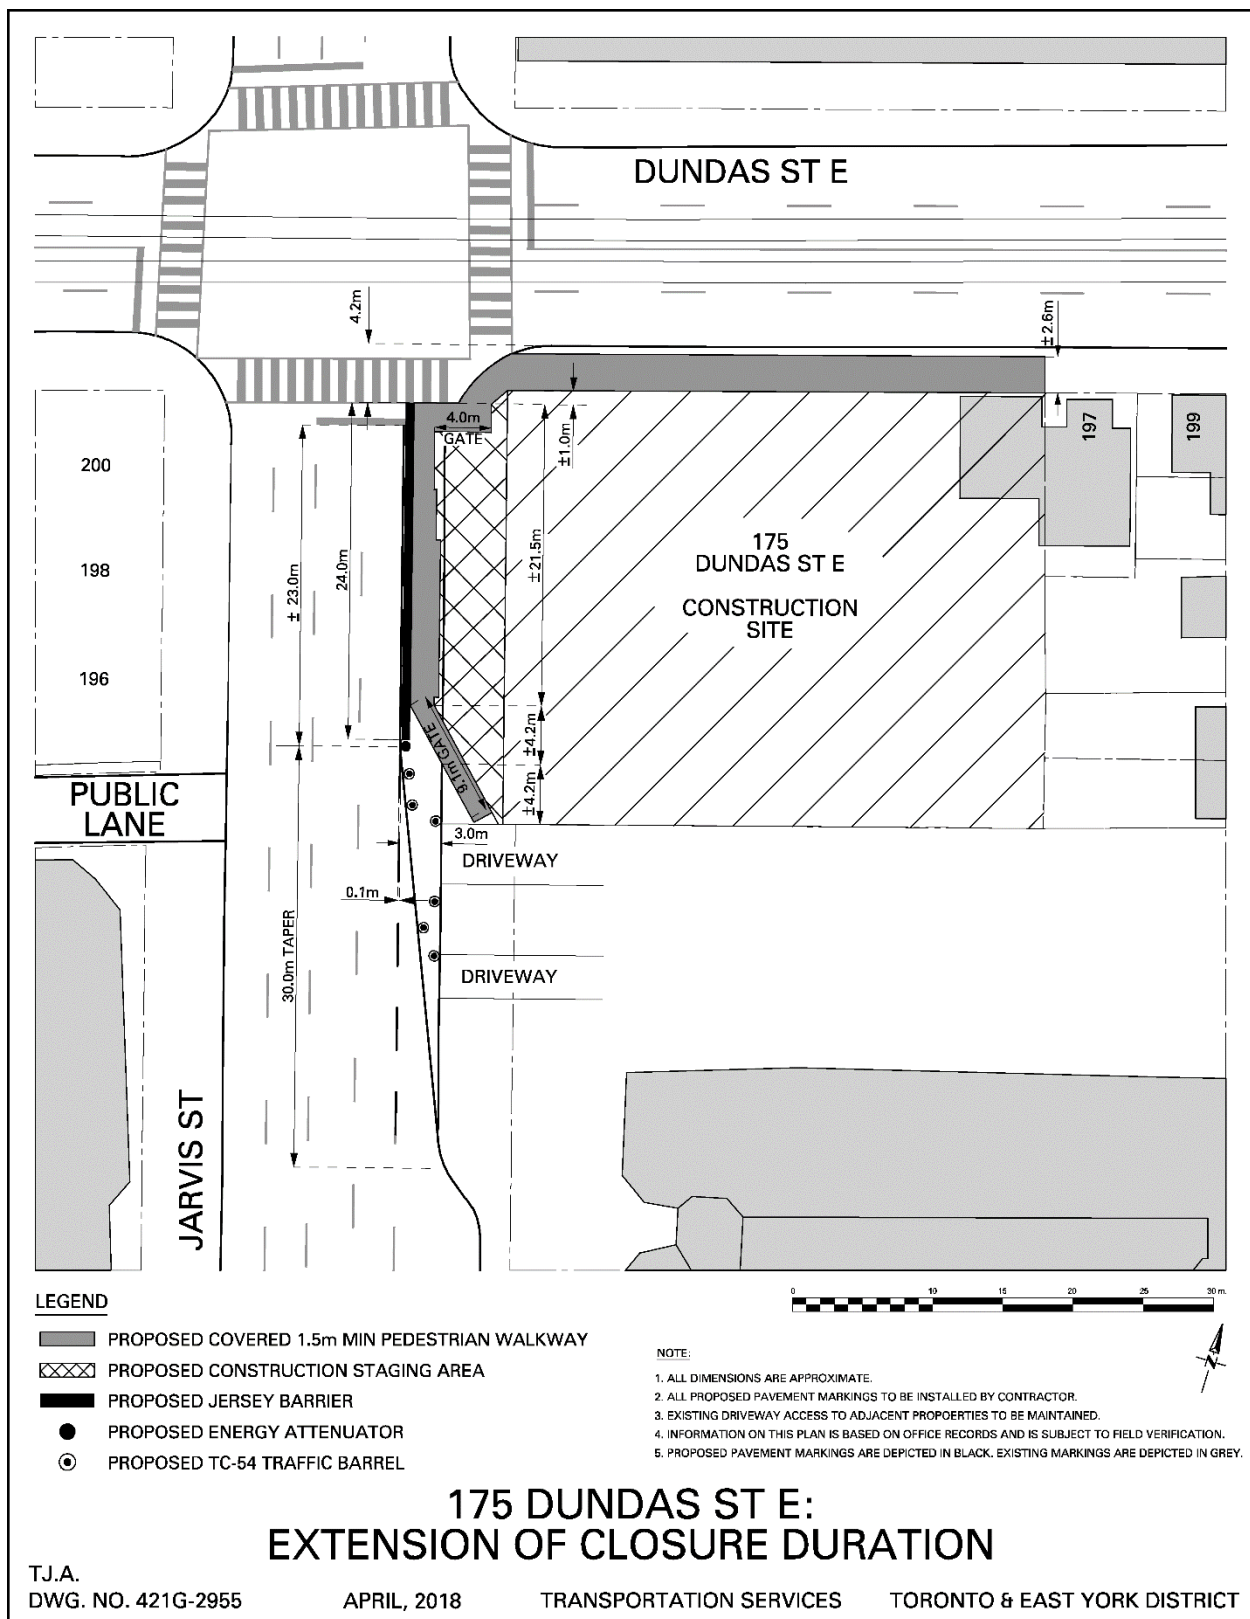 DUNDAS ST E
4.2m
±2.6m
4.0m
GATE
±1.0m
197
199
200
198
196
± 23.0m
24.0m
±21.5m
175
DUNDAS ST E
CONSTRUCTION
SITE
9.1m GATE
±4.2m
±4.2m
PUBLIC
LANE
3.0m
DRIVEWAY
0.1m
30.0m TAPER
DRIVEWAY
JARVIS ST
0 10 15 20 25 30 m.
LEGEND
PROPOSED COVERED 1.5m MIN PEDESTRIAN WALKWAY
PROPOSED CONSTRUCTION STAGING AREA
PROPOSED JERSEY BARRIER
PROPOSED ENERGY ATTENUATOR
PROPOSED TC-54 TRAFFIC BARREL
NOTE:
1. ALL DIMENSIONS ARE APPROXIMATE.
2. ALL PROPOSED PAVEMENT MARKINGS TO BE INSTALLED BY CONTRACTOR.
3. EXISTING DRIVEWAY ACCESS TO ADJACENT PROPOERTIES TO BE MAINTAINED.
4. INFORMATION ON THIS PLAN IS BASED ON OFFICE RECORDS AND IS SUBJECT TO FIELD VERIFICATION.
5. PROPOSED PAVEMENT MARKINGS ARE DEPICTED IN BLACK. EXISTING MARKINGS ARE DEPICTED IN GREY.
N
175 DUNDAS ST E:
EXTENSION OF CLOSURE DURATION
T.J.A.
DWG. NO. 421G-2955 APRIL, 2018 TRANSPORTATION SERVICES TORONTO & EAST YORK DISTRICT